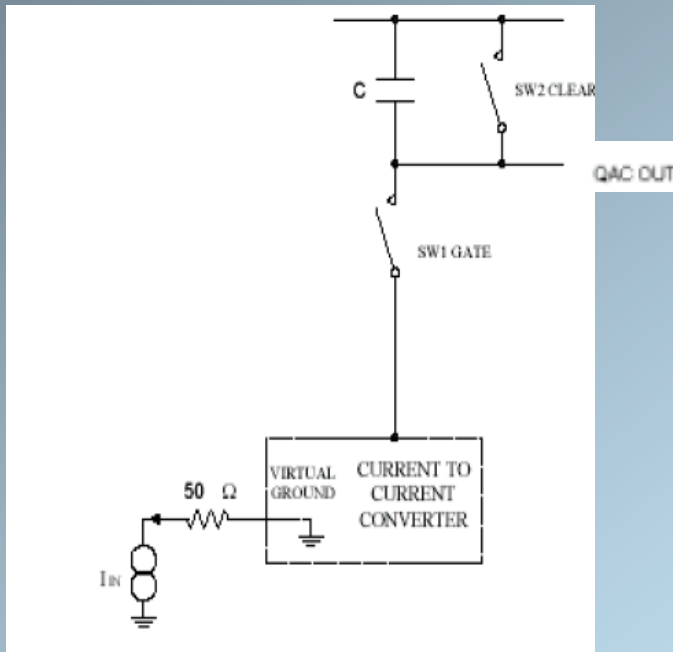 C
SW2 CLEAR
QAC OUT
SW1 GATE
VIRTUAL
GROUND
CURRENT TO
CURRENT
CONVERTER
50 Ω
IIN